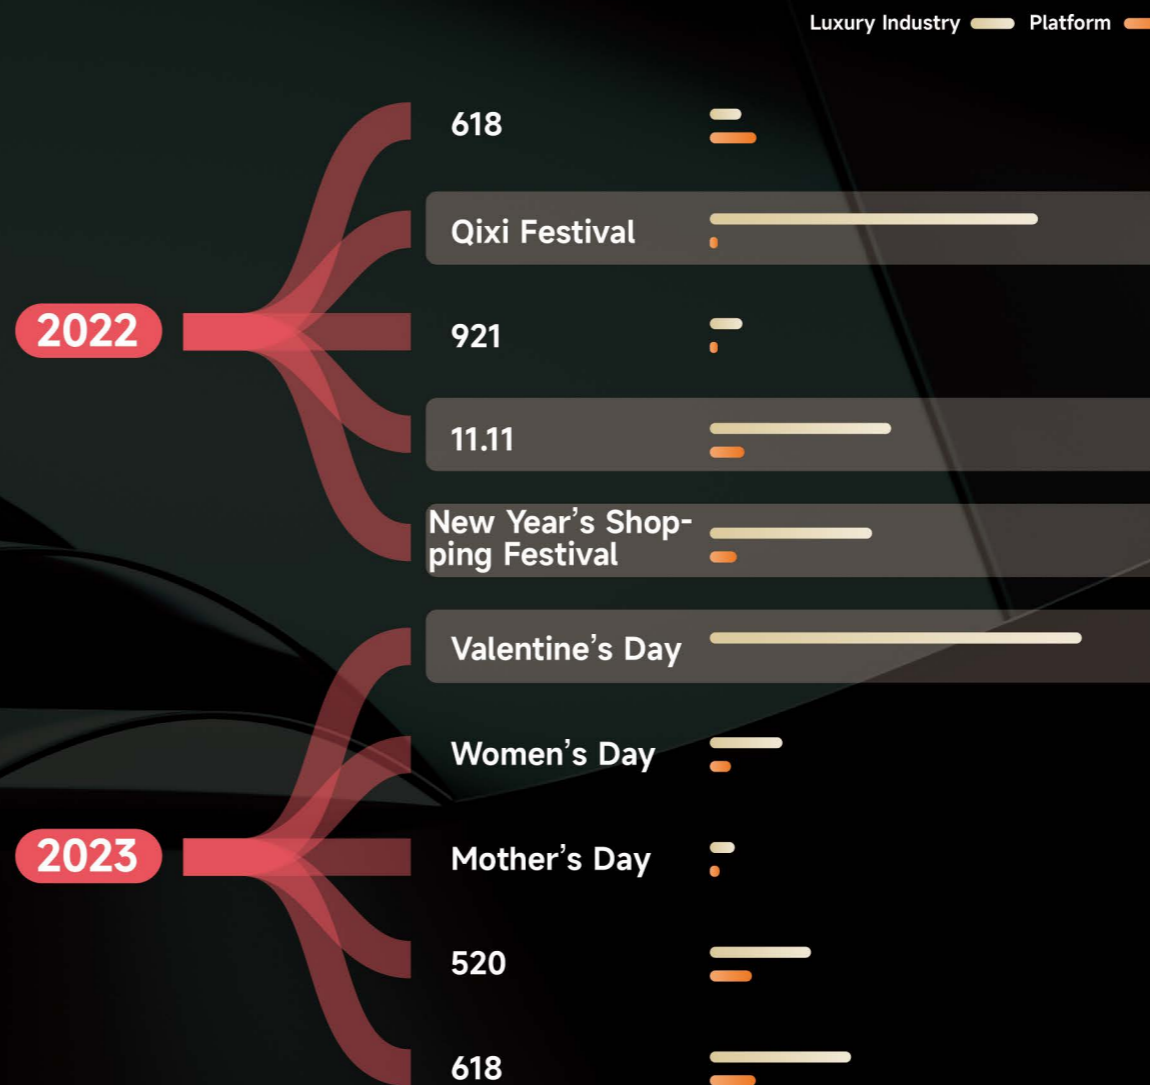 Luxury Industry Platform
618
Qixi Festival
2022
921
11.11
New Year’s Shop-
ping Festival
Valentine’s Day
Women’s Day
2023
Mother’s Day
520
618